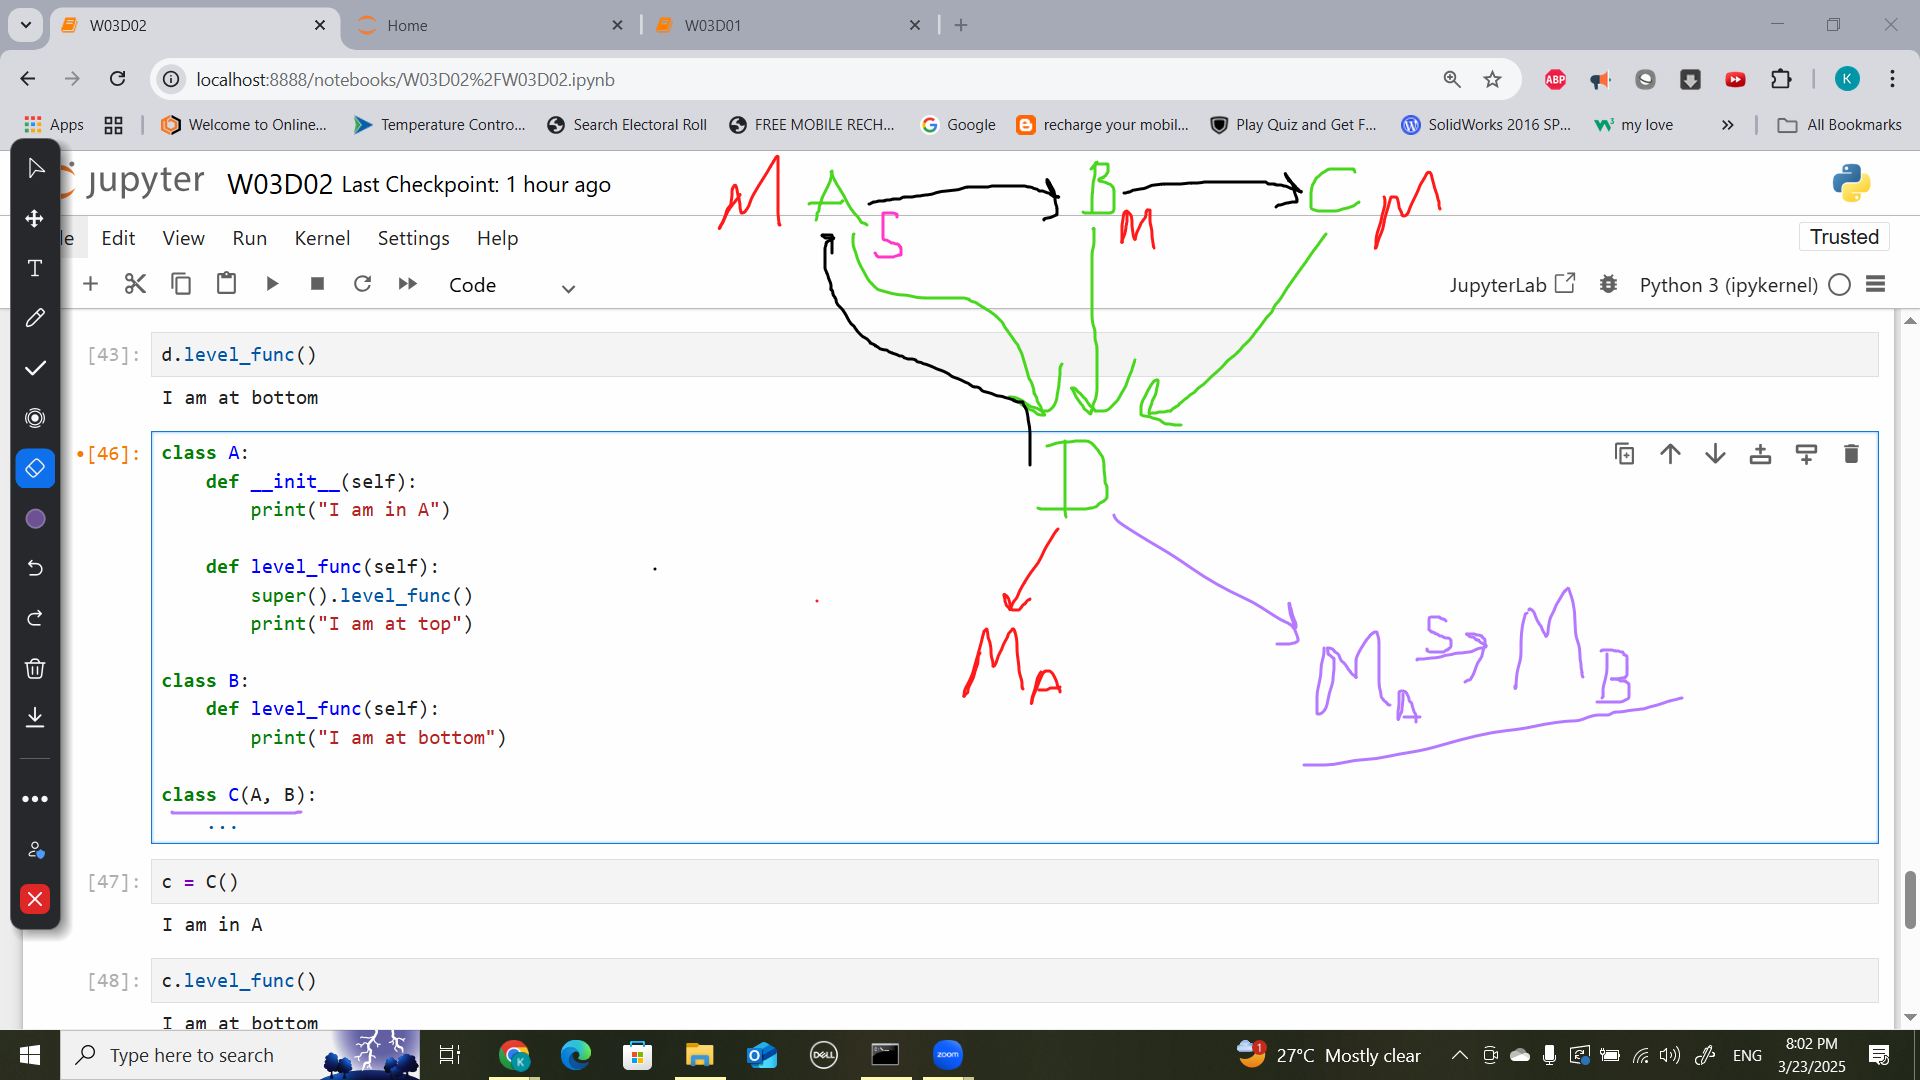 W03D02
Home
W03D01
localhost:8888/notebooks/W03D02%2FW03D02.ipynb
ABP
K
Apps
Welcome to Online...
Temperature Contro...
Search Electoral Roll
FREE MOBILE RECH...
Google
recharge your mobil...
Play Quiz and Get F...
SolidWorks 2016 SP...
my love
All Bookmarks
jupyter W03D02 Last Checkpoint: 1 hour ago
M A S B M C M
le Edit View Run Kernel Settings Help
Trusted
Code
JupyterLab
Python 3 (ipykernel)
[43]: d.level_func()
I am at bottom
[46]: class A:
def __init__(self):
print("I am in A")
def level_func(self):
super().level_func()
print("I am at top")
class B:
def level_func(self):
print("I am at bottom")
class C(A, B):
...
D
M A
M A S M B
[47]: c = C()
I am in A
[48]: c.level_func()
I am at bottom
T
Type here to search
K
DELL
zoom
1
27°C Mostly clear
ENG
8:02 PM
3/23/2025